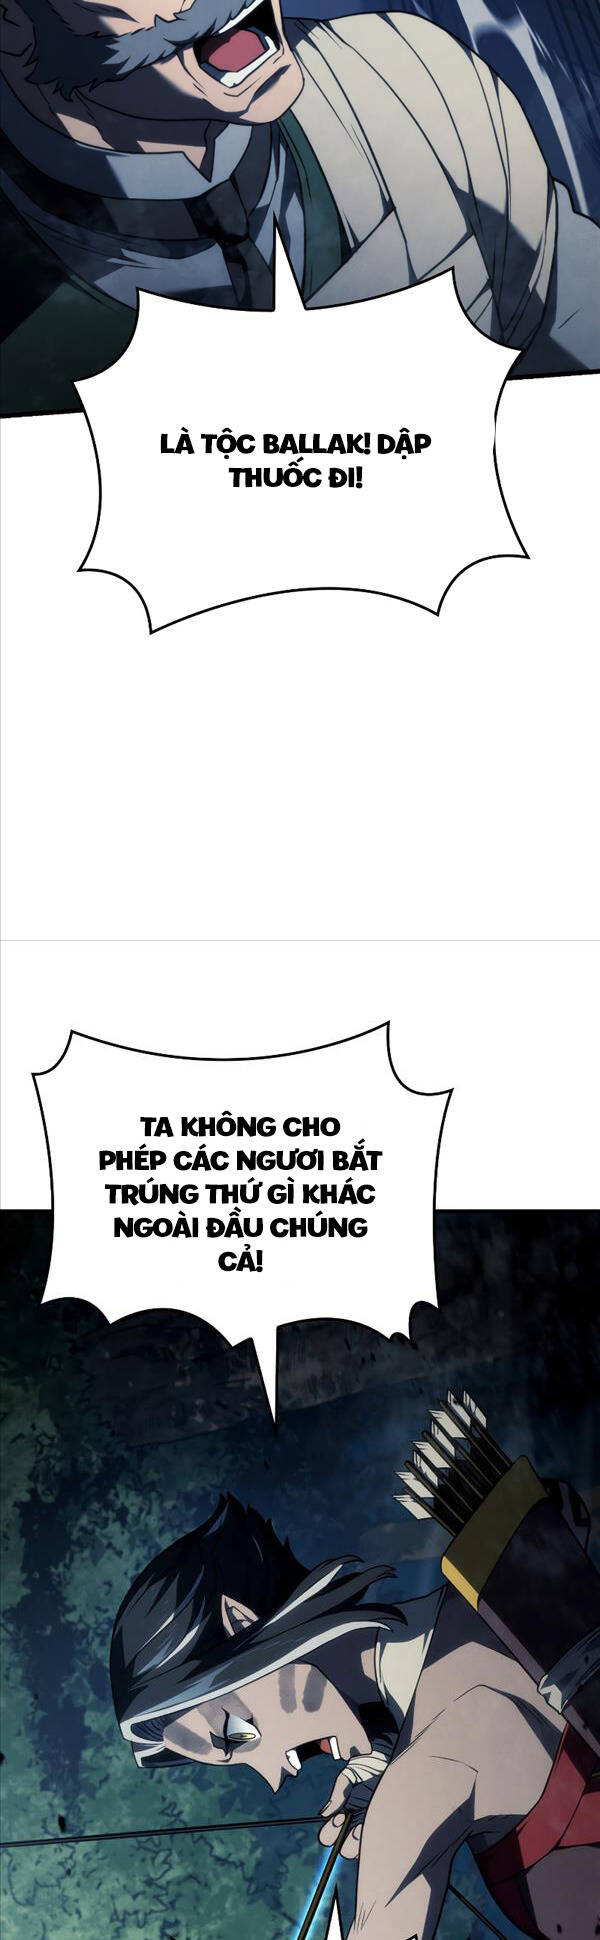 LÀ TỘC BALLAK! DẬP
THUỐC ĐI!
TA KHÔNG CHO
PHÉP CÁC NGƯƠI BẮT
TRÚNG THỨ GÌ KHÁC
NGOÀI ĐẦU CHÚNG
CẢ!